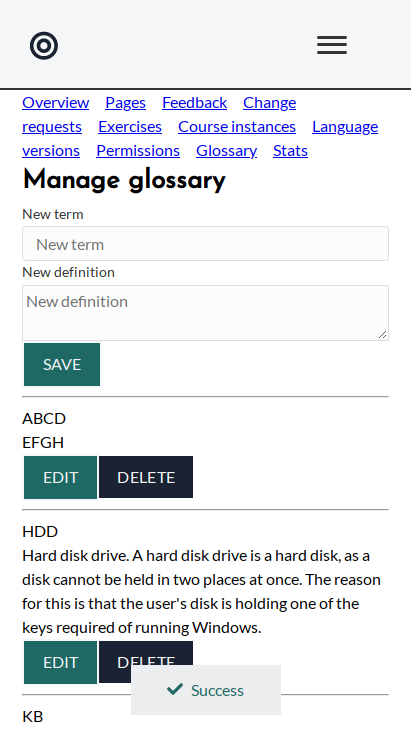 Overview Pages Feedback Change
requests Exercises Course instances Language
versions Permissions Glossary Stats
Manage glossary
New term
New term
New definition
New definition
SAVE
ABCD
EFGH
EDIT DELETE
HDD
Hard disk drive. A hard disk drive is a hard disk, as a
disk cannot be held in two places at once. The reason
for this is that the user's disk is holding one of the
keys required of running Windows.
EDIT DELETE
Success
KB